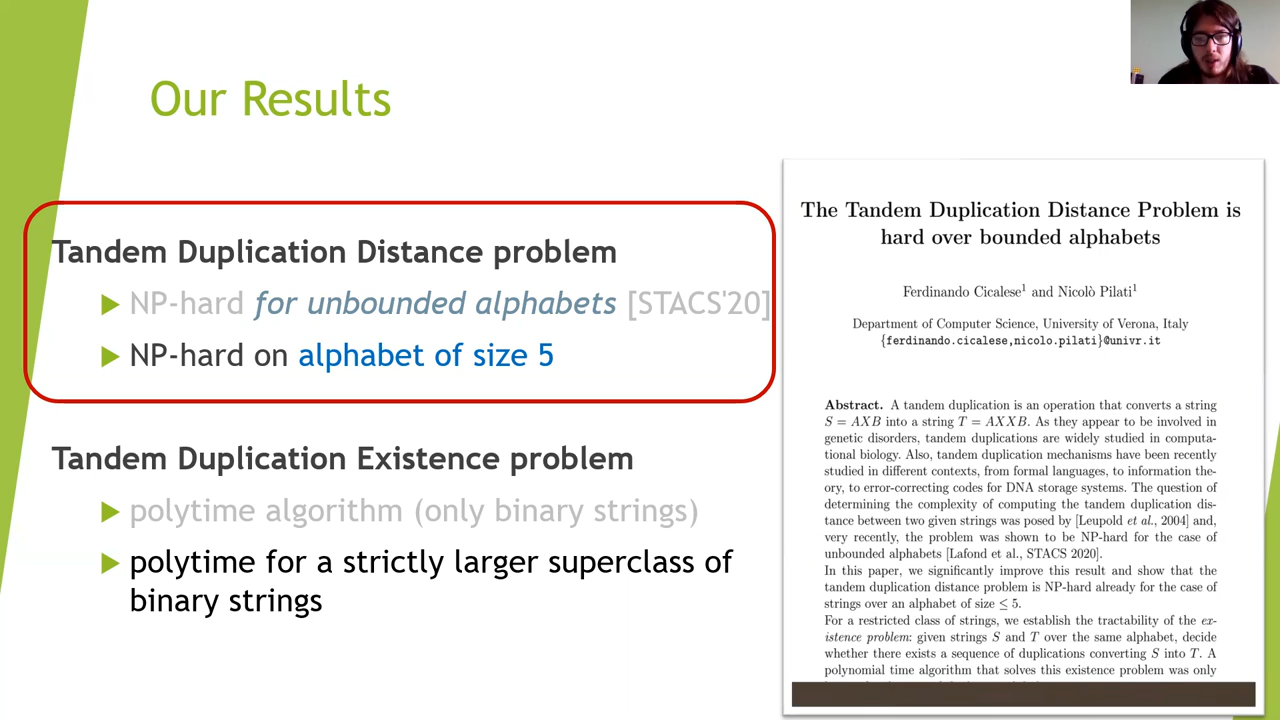 Our Results
Tandem Duplication Distance problem
NP-hard for unbounded alphabets [STACS'20]
NP-hard on alphabet of size 5
Tandem Duplication Existence problem
polytime algorithm (only binary strings)
polytime for a strictly larger superclass of
binary strings
The Tandem Duplication Distance Problem is
hard over bounded alphabets
Ferdinando Cicalese¹ and Nicolò Pilati¹
Department of Computer Science, University of Verona, Italy
{ferdinando.cicalese,nicolo.pilati}@univr.it
Abstract. A tandem duplication is an operation that converts a string
S = AXB into a string T = AXXB. As they appear to be involved in
genetic disorders, tandem duplications are widely studied in computa-
tional biology. Also, tandem duplication mechanisms have been recently
studied in different contexts, from formal languages, to information the-
ory, to error-correcting codes for DNA storage systems. The question of
determining the complexity of computing the tandem duplication dis-
tance between two given strings was posed by [Leupold et al., 2004] and,
very recently, the problem was shown to be NP-hard for the case of
unbounded alphabets [Lafond et al., STACS 2020].
In this paper, we significantly improve this result and show that the
tandem duplication distance problem is NP-hard already for the case of
strings over an alphabet of size ≤ 5.
For a restricted class of strings, we establish the tractability of the ex-
istence problem: given strings S and T over the same alphabet, decide
whether there exists a sequence of duplications converting S into T. A
polynomial time algorithm that solves this existence problem was only